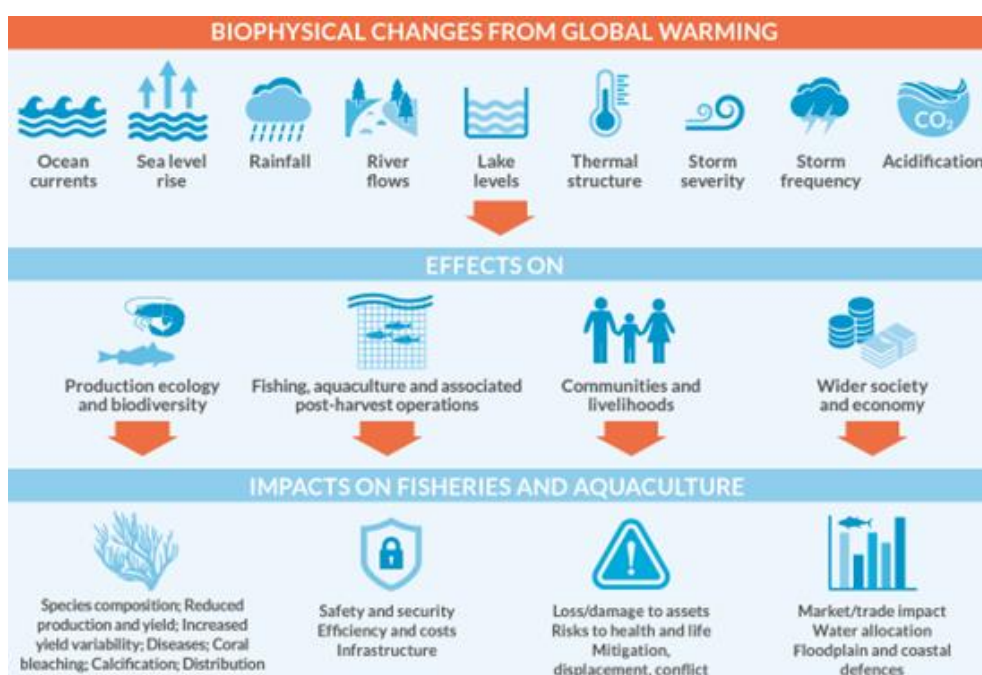 BIOPHYSICAL CHANGES FROM GLOBAL WARMING
CO₂
Ocean
currents
Sea level
rise
Rainfall
River
flows
Lake
levels
Thermal
structure
Storm
severity
Storm
frequency
Acidification
EFFECTS ON
Production ecology
and biodiversity
Fishing, aquaculture and associated
post-harvest operations
Communities and
livelihoods
Wider society
and economy
IMPACTS ON FISHERIES AND AQUACULTURE
Species composition; Reduced
production and yield; Increased
yield variability; Diseases; Coral
bleaching; Calcification; Distribution
Safety and security
Efficiency and costs
Infrastructure
Loss/damage to assets
Risks to health and life
Mitigation,
displacement, conflict
Market/trade impact
Water allocation
Floodplain and coastal
defences